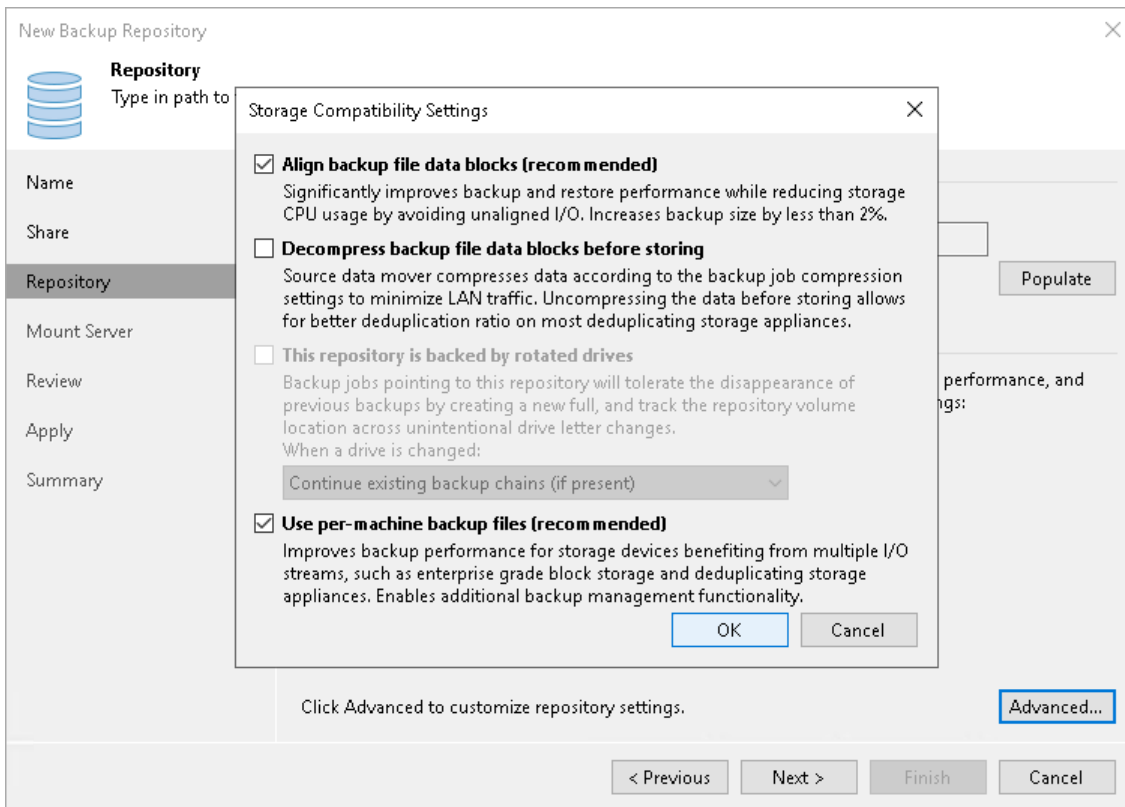 New Backup Repository
Repository
Type in path to
Storage Compatibility Settings
Align backup file data blocks (recommended)
Significantly improves backup and restore performance while reducing storage
CPU usage by avoiding unaligned I/O. Increases backup size by less than 2%.
Decompress backup file data blocks before storing
Source data mover compresses data according to the backup job compression
settings to minimize LAN traffic. Uncompressing the data before storing allows
for better deduplication ratio on most deduplicating storage appliances.
This repository is backed by rotated drives
Backup jobs pointing to this repository will tolerate the disappearance of
previous backups by creating a new full, and track the repository volume
location across unintentional drive letter changes.
When a drive is changed:
Continue existing backup chains (if present)
Use per-machine backup files (recommended)
Improves backup performance for storage devices benefiting from multiple I/O
streams, such as enterprise grade block storage and deduplicating storage
appliances. Enables additional backup management functionality.
OK Cancel
Name
Share
Repository
Mount Server
Review
Apply
Summary
Populate
performance, and
Click Advanced to customize repository settings.
Advanced...
< Previous Next > Finish Cancel